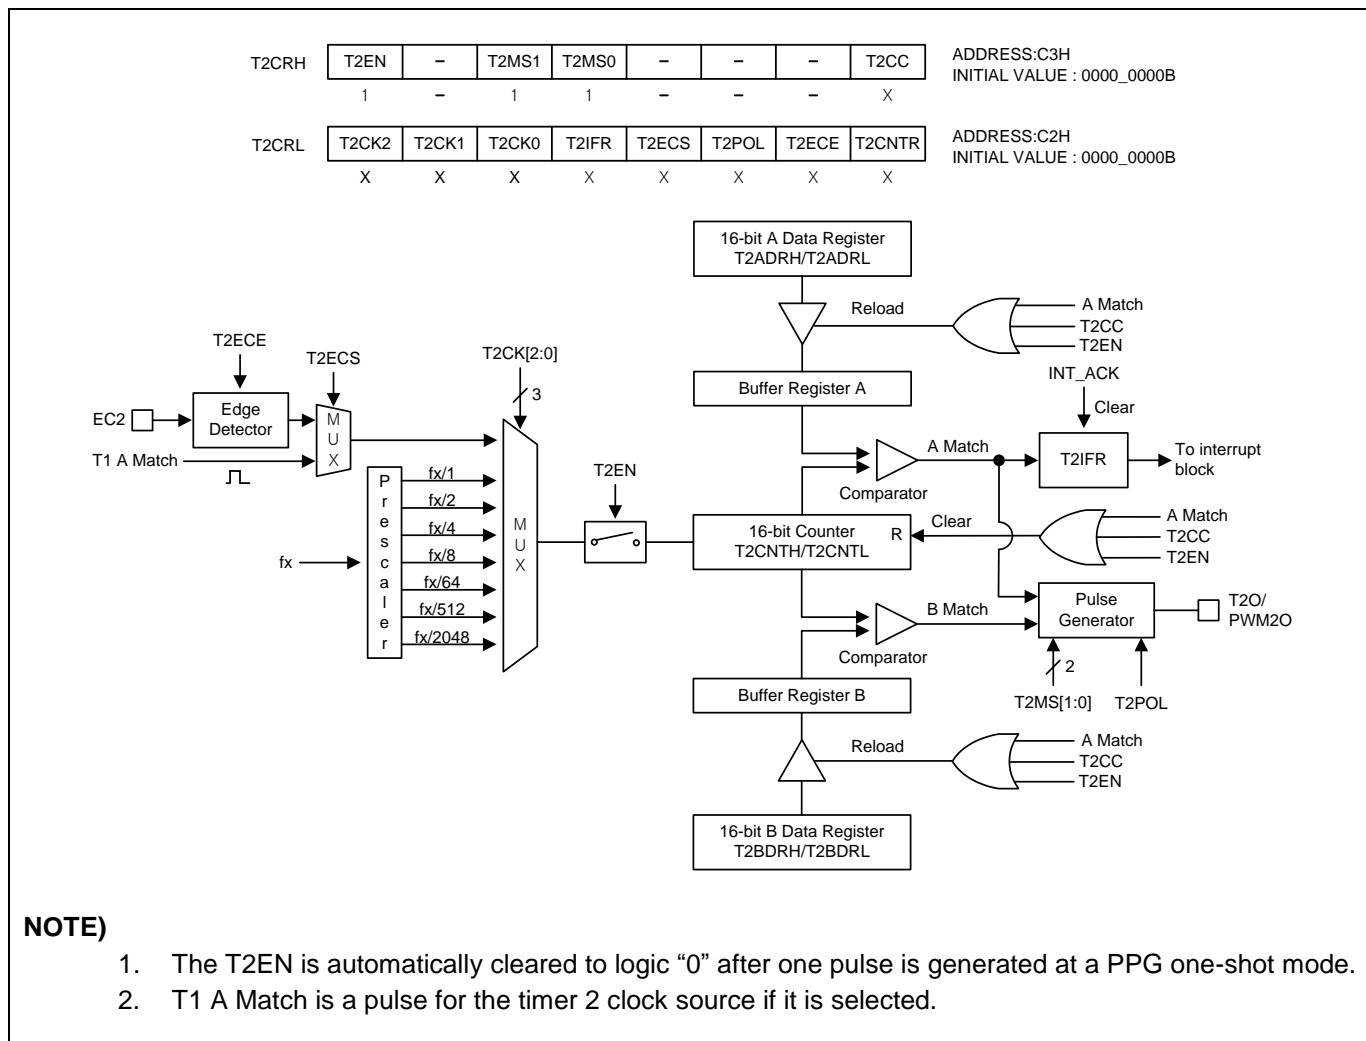 T2CRH T2EN – T2MS1 T2MS0 – – – T2CC ADDRESS:C3H
INITIAL VALUE : 0000_0000B
1 – 1 1 – – – X
T2CRL T2CK2 T2CK1 T2CK0 T2IFR T2ECS T2POL T2ECE T2CNTR ADDRESS:C2H
INITIAL VALUE : 0000_0000B
X X X X X X X X
16-bit A Data Register
T2ADRH/T2ADRL
Reload
A Match
T2CC
T2EN
T2ECE
T2ECS
T2CK[2:0]
3
Buffer Register A
INT_ACK
Clear
EC2
Edge
Detector
MUX
T1 A Match
A Match
T2IFR
To interrupt
block
Comparator
Prescaler
fx/1
fx/2
fx/4
fx/8
fx/64
fx/512
fx/2048
fx
MUX
T2EN
16-bit Counter
T2CNTH/T2CNTL
R
Clear
A Match
T2CC
T2EN
B Match
Comparator
Pulse
Generator
T2O/
PWM2O
2
T2MS[1:0]
T2POL
Buffer Register B
Reload
A Match
T2CC
T2EN
16-bit B Data Register
T2BDRH/T2BDRL
NOTE)
1. The T2EN is automatically cleared to logic “0” after one pulse is generated at a PPG one-shot mode.
2. T1 A Match is a pulse for the timer 2 clock source if it is selected.